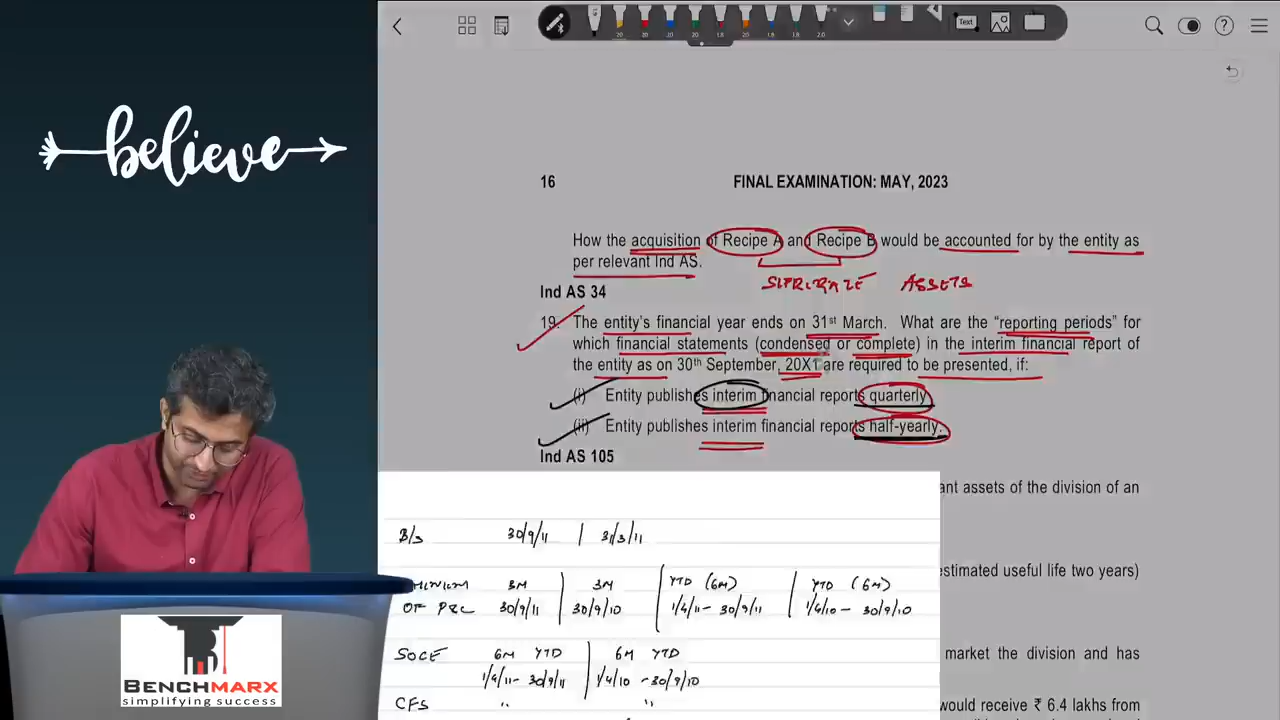 believe
Text
16 FINAL EXAMINATION: MAY, 2023
How the acquisition of Recipe A and Recipe B would be accounted for by the entity as
per relevant Ind AS.
ASSETS
Ind AS 34
19. The entity's financial year ends on 31st March. What are the "reporting periods" for
which financial statements (condensed or complete) in the interim financial report of
the entity as on 30th September, 20X1 are required to be presented, if:
(i) Entity publishes interim financial reports quarterly
(ii) Entity publishes interim financial reports half-yearly.
Ind AS 105
ant assets of the division of an
B/S 30/9/11 31/3/11
estimated useful life two years)
3M 3M YTD (6M) YTD (6M)
OF P&L 30/9/11 30/9/10 1/4/11- 30/9/11 1/4/10 - 30/9/10
SOCE 6M YTD 6M YTD
market the division and has
1/4/11- 30/9/11 1/4/10 -30/9/10
CFS " "
would receive ₹ 6.4 lakhs from
BENCHMARX
simplifying success